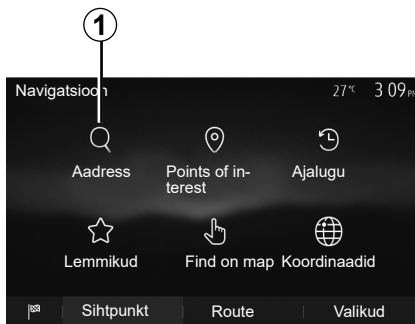 1
Navigatsioon 27°C 3 09 PM
Aadress Points of in-
terest Ajalugu
Lemmikud Find on map Koordinaadid
Sihtpunkt Route Valikud